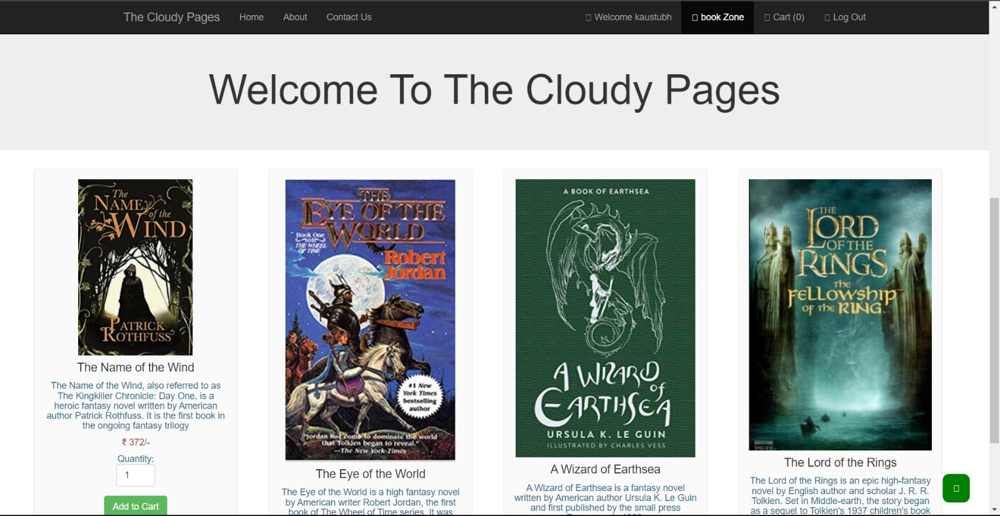 The Cloudy Pages Home About Contact Us Welcome kaustubh book Zone Cart (0) Log Out
Welcome To The Cloudy Pages
The
NAME
of the
WIND
PATRICK
ROTHFUSS
The Name of the Wind
The Name of the Wind, also referred to as
The Kingkiller Chronicle: Day One, is a
heroic fantasy novel written by American
author Patrick Rothfuss. It is the first book in
the ongoing fantasy trilogy
₹ 372/-
Quantity:
1
Add to Cart
THE
EYE OF THE
WORLD
Book One
of
THE WHEEL
OF TIME
Robert
Jordan
#1 New
York Times
bestselling
author
"Jordan has come to dominate the world
that Tolkien began to reveal."
—The New York Times
The Eye of the World
The Eye of the World is a high fantasy novel
by American writer Robert Jordan, the first
book of The Wheel of Time series. It was
A BOOK OF EARTHSEA
A WIZARD
of
EARTHSEA
URSULA K. LE GUIN
ILLUSTRATED BY CHARLES VESS
A Wizard of Earthsea
A Wizard of Earthsea is a fantasy novel
written by American author Ursula K. Le Guin
and first published by the small press
THE
LORD
OF THE
RINGS
THE
FELLOWSHIP
OF THE RING
The Lord of the Rings
The Lord of the Rings is an epic high-fantasy
novel by English author and scholar J. R. R.
Tolkien. Set in Middle-earth, the story began
as a sequel to Tolkien's 1937 children's book